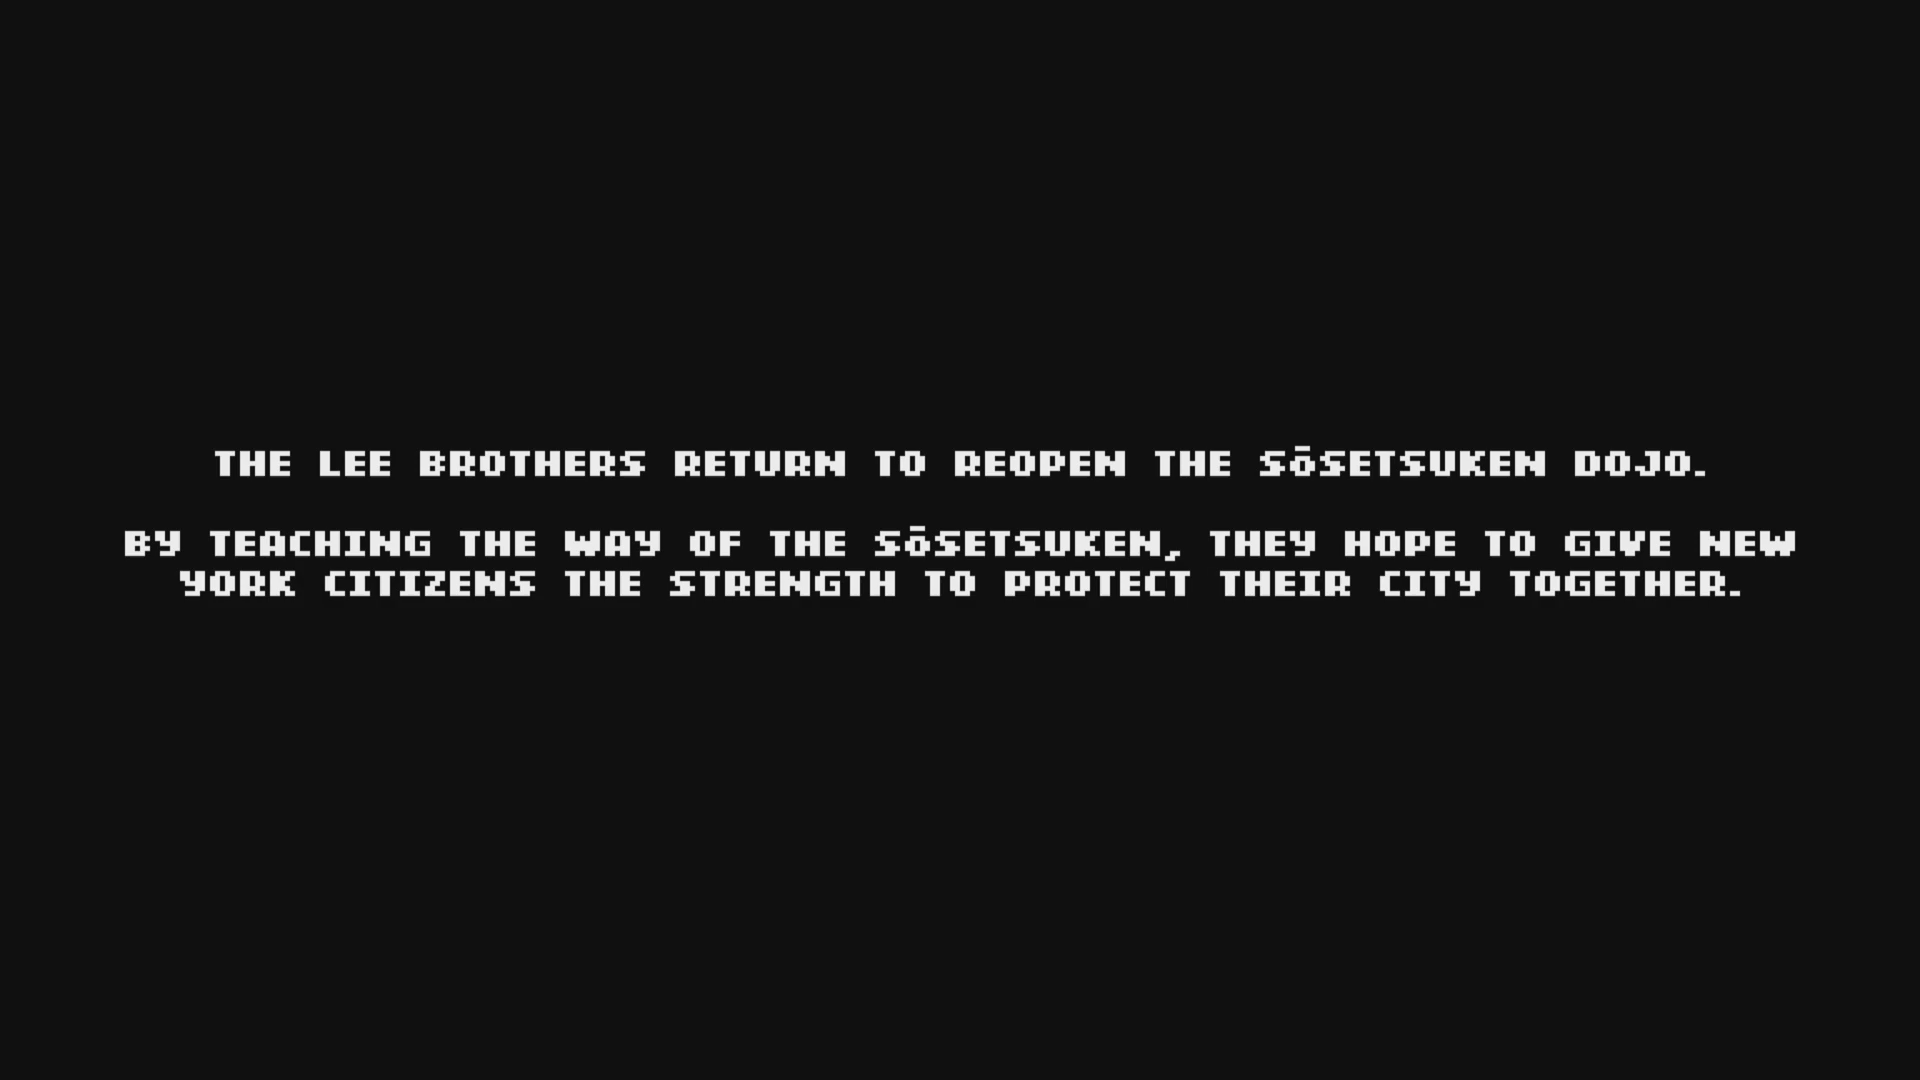 THE LEE BROTHERS RETURN TO REOPEN THE SŌSETSUKEN DOJO.
BY TEACHING THE WAY OF THE SŌSETSUKEN, THEY HOPE TO GIVE NEW
YORK CITIZENS THE STRENGTH TO PROTECT THEIR CITY TOGETHER.